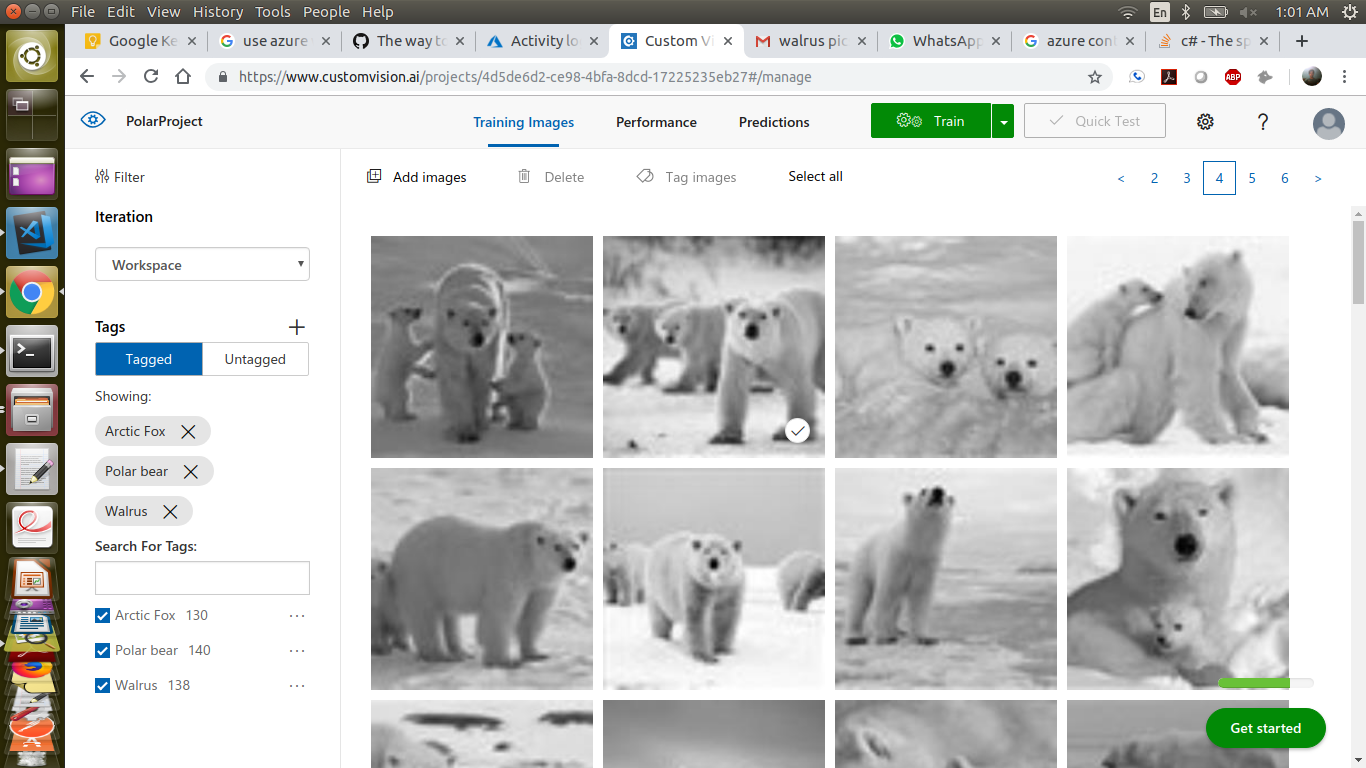 File Edit View History Tools People Help
En
1:01 AM
Google Ke
use azure
The way to
Activity lo
Custom Vi
walrus pic
WhatsApp
azure con
c# - The sp
https://www.customvision.ai/projects/4d5de6d2-ce98-4bfa-8dcd-17225235eb27#/manage
ABP
PolarProject
Training Images
Performance
Predictions
Train
Quick Test
?
Filter
Add images
Delete
Tag images
Select all
< 2 3 4 5 6 >
Iteration
Workspace
Tags
Tagged
Untagged
Showing:
Arctic Fox
Polar bear
Walrus
Search For Tags:
Arctic Fox 130
Polar bear 140
Walrus 138
Get started